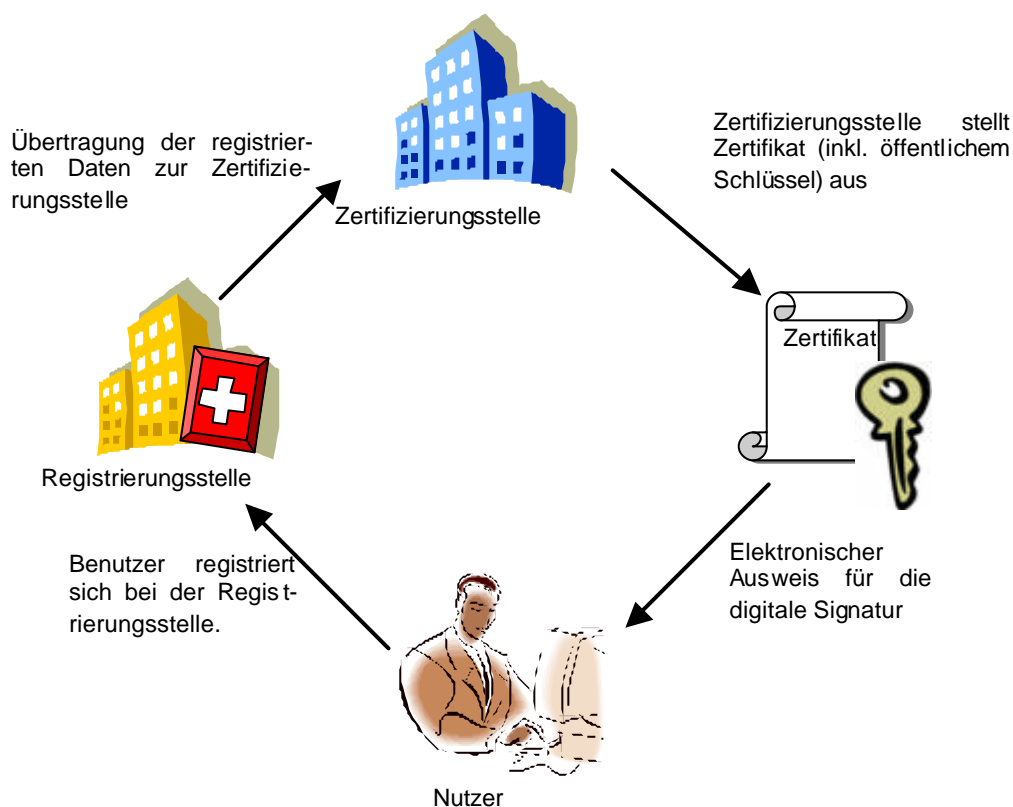 Übertragung der registrier-
ten Daten zur Zertifizie-
rungsstelle
Zertifizierungsstelle
Zertifizierungsstelle stellt
Zertifikat (inkl. öffentlichem
Schlüssel) aus
Zertifikat
Registrierungsstelle
Benutzer registriert
sich bei der Regist-
rierungsstelle.
Elektronischer
Ausweis für die
digitale Signatur
Nutzer